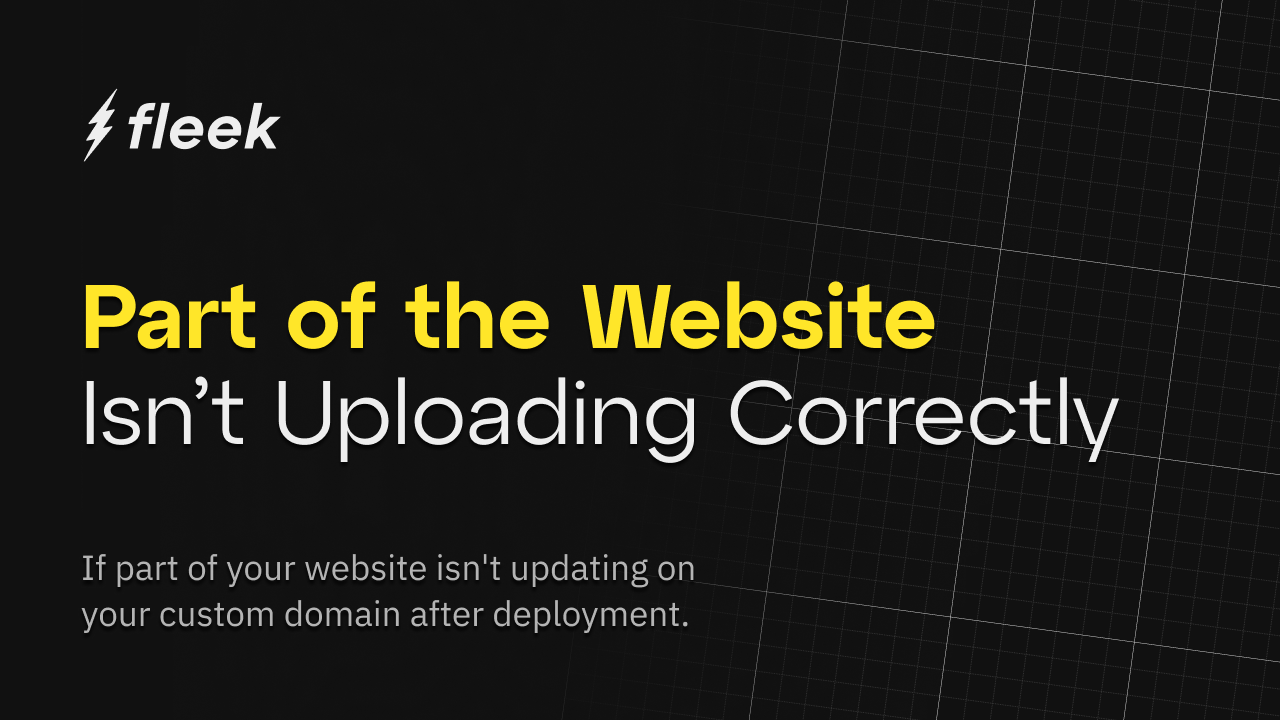 fleek
Part of the Website
Isn’t Uploading Correctly
If part of your website isn't updating on
your custom domain after deployment.